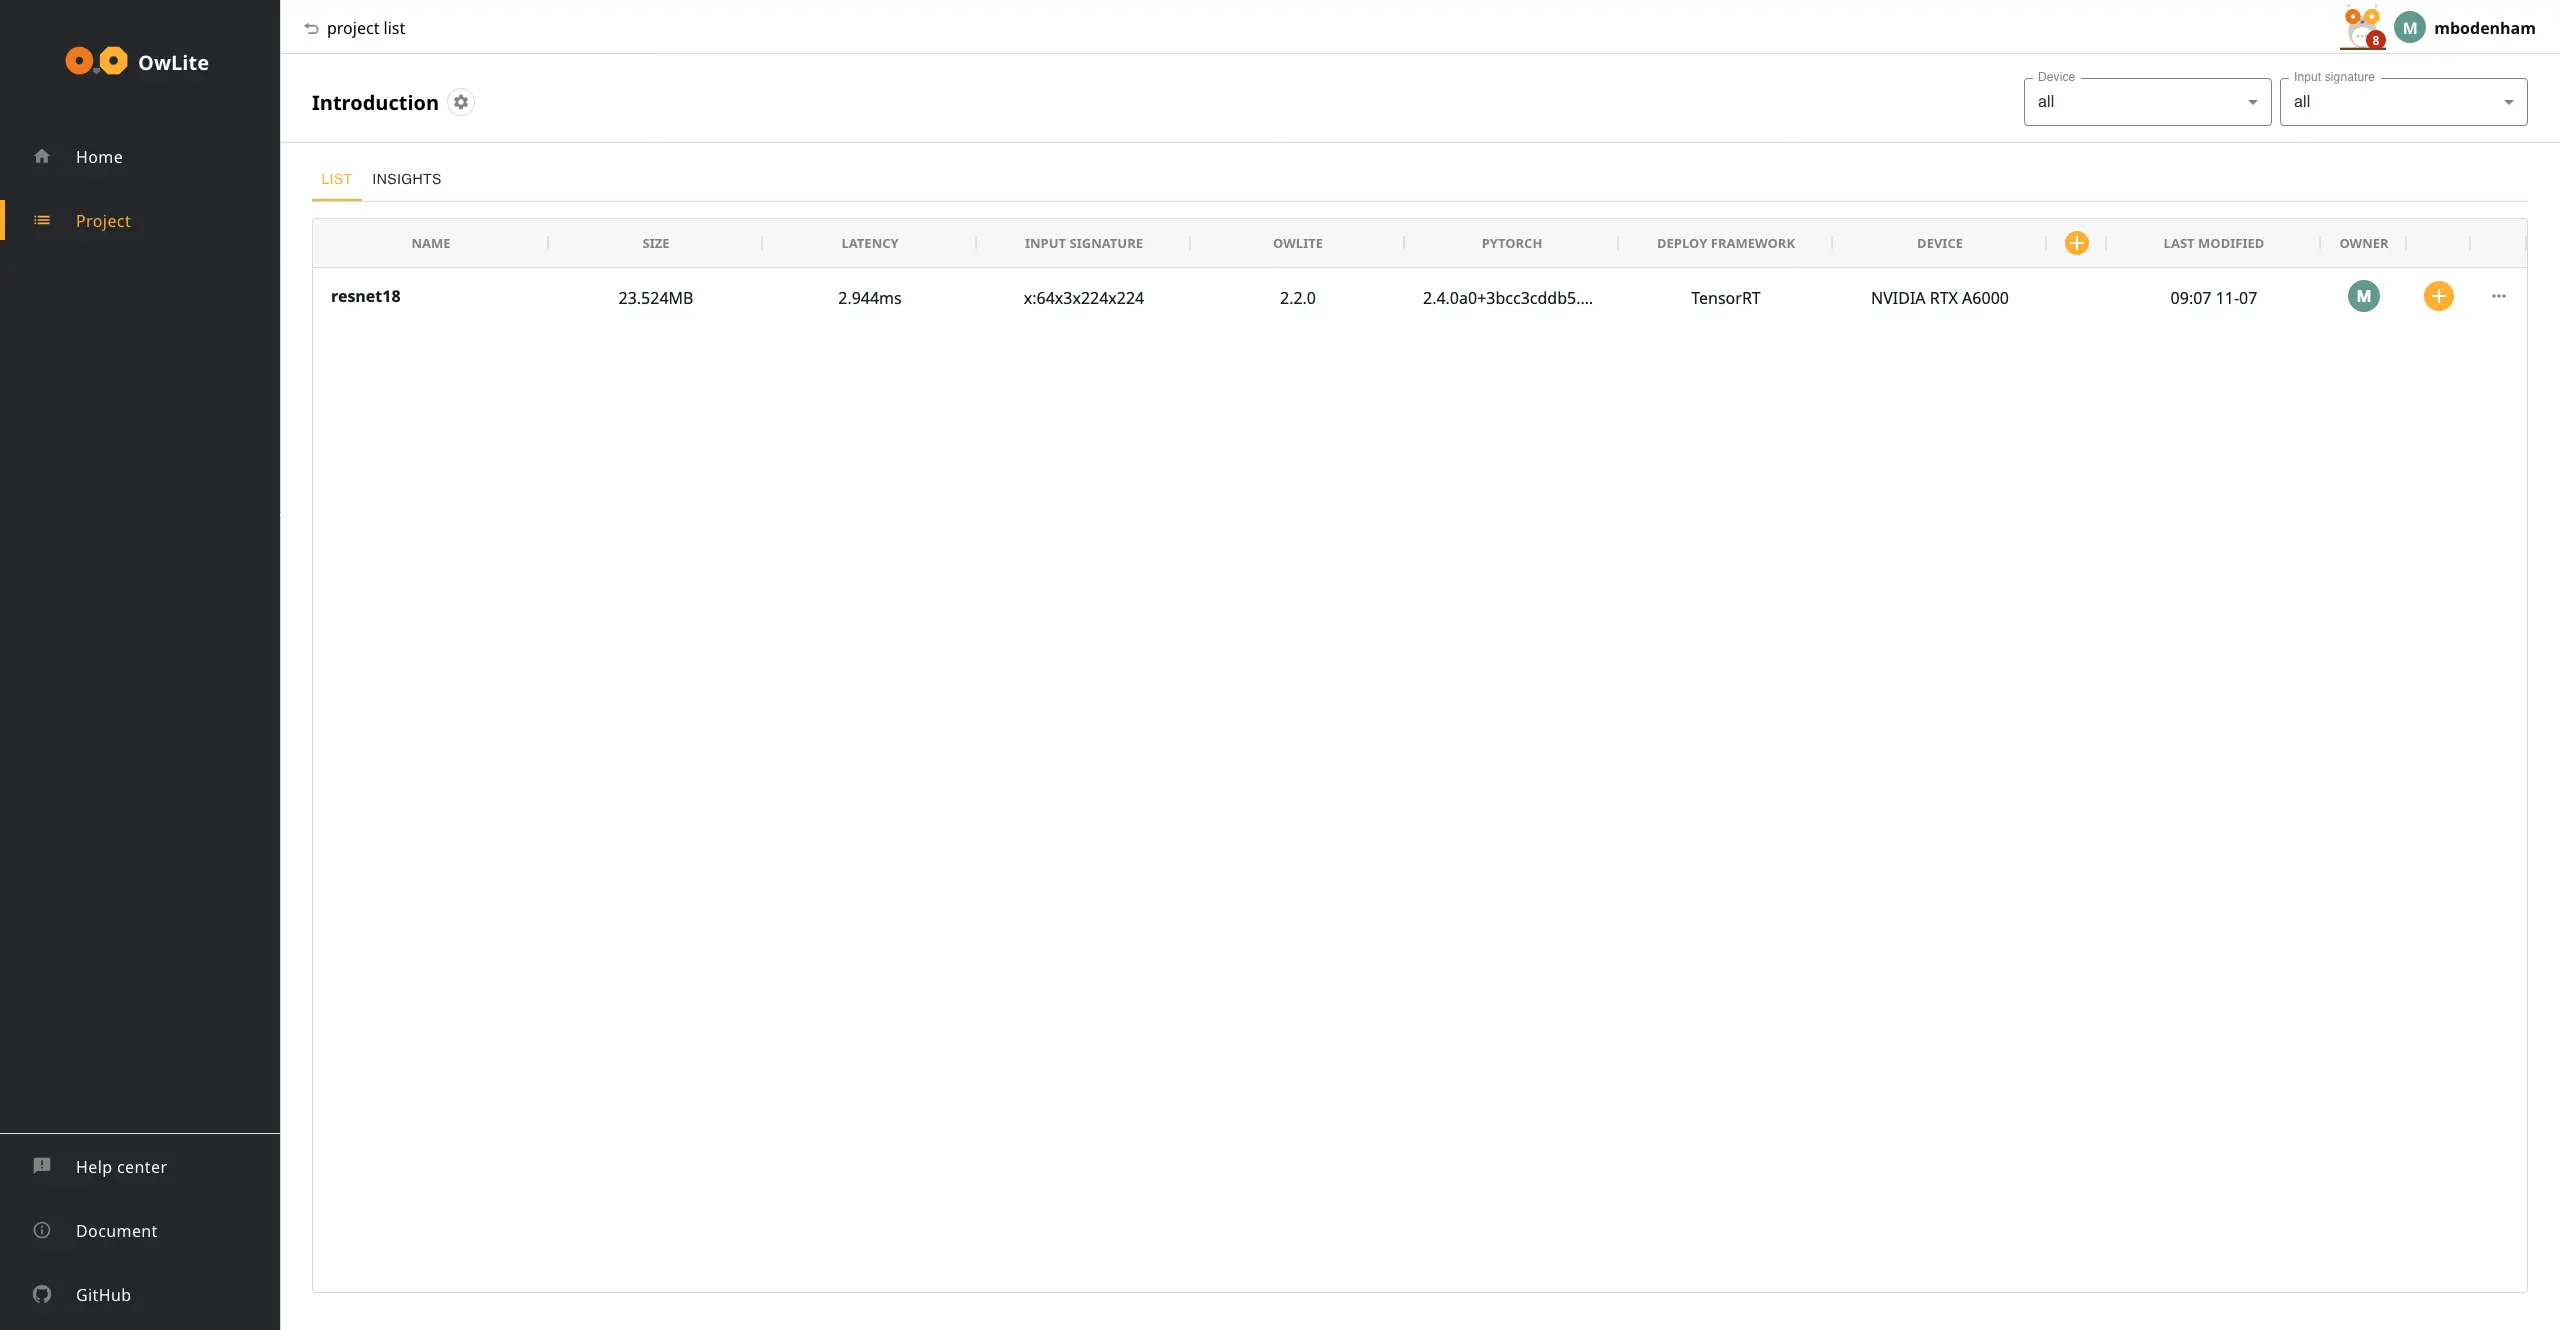 OwLite
Home
Project
Help center
Document
GitHub
project list
8
M
mbodenham
Introduction
Device
all
Input signature
all
LIST
INSIGHTS
NAME SIZE LATENCY INPUT SIGNATURE OWLITE PYTORCH DEPLOY FRAMEWORK DEVICE LAST MODIFIED OWNER
resnet18 23.524MB 2.944ms x:64x3x224x224 2.2.0 2.4.0a0+3bcc3cddb5.... TensorRT NVIDIA RTX A6000 09:07 11-07 M